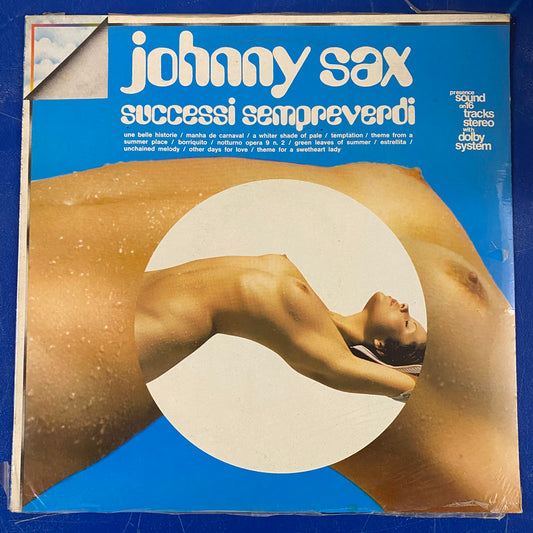 johnny sax
successi sempreverdi
une belle historie / manha de carnaval / a whiter shade of pale / temptation / theme from a
summer place / borriquito / notturno opera 9 n. 2 / green leaves of summer / estrellita /
unchained melody / other days for love / theme for a swetheart lady
presence
sound
on 16
tracks
stereo
with
dolby
system